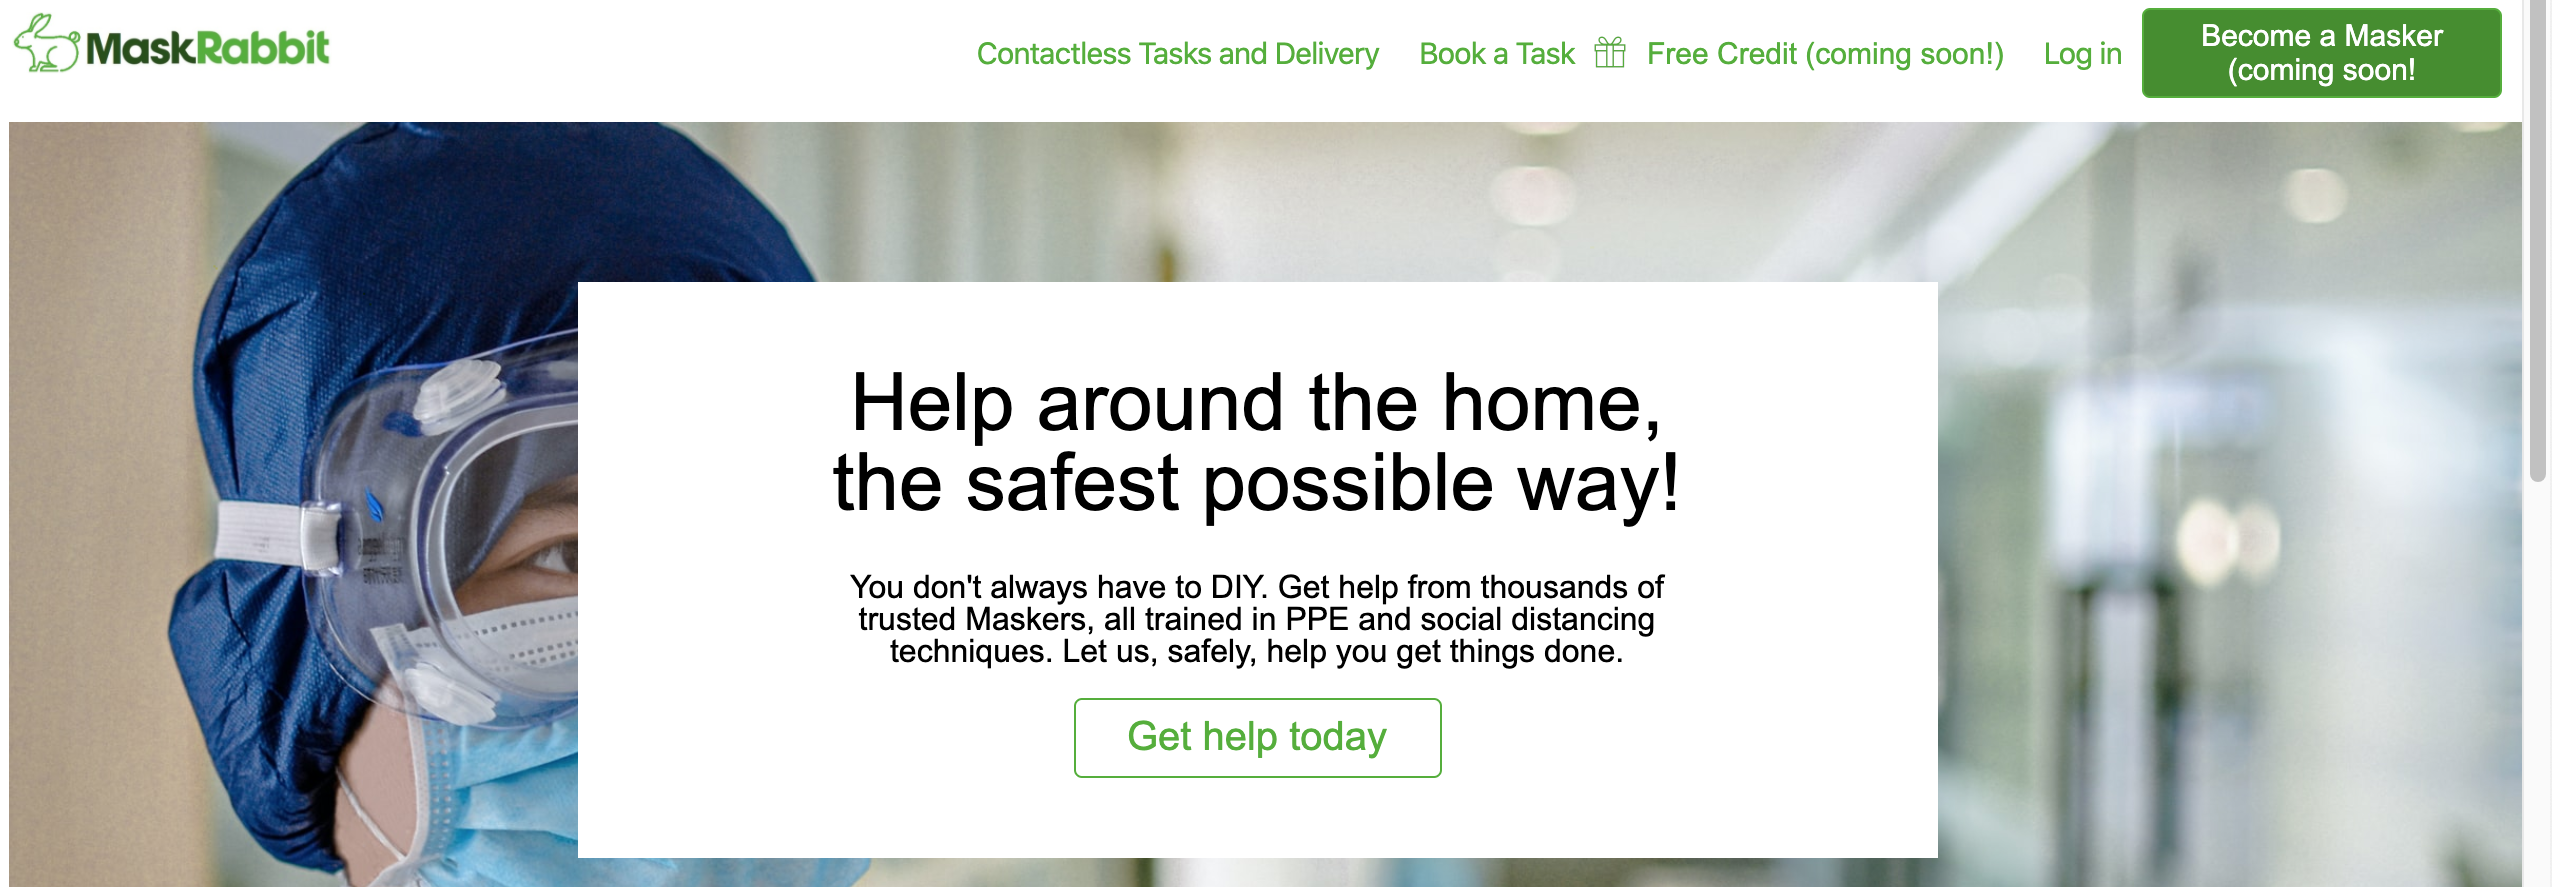 MaskRabbit
Contactless Tasks and Delivery
Book a Task
Free Credit (coming soon!)
Log in
Become a Masker
(coming soon!
Help around the home,
the safest possible way!
You don't always have to DIY. Get help from thousands of
trusted Maskers, all trained in PPE and social distancing
techniques. Let us, safely, help you get things done.
Get help today